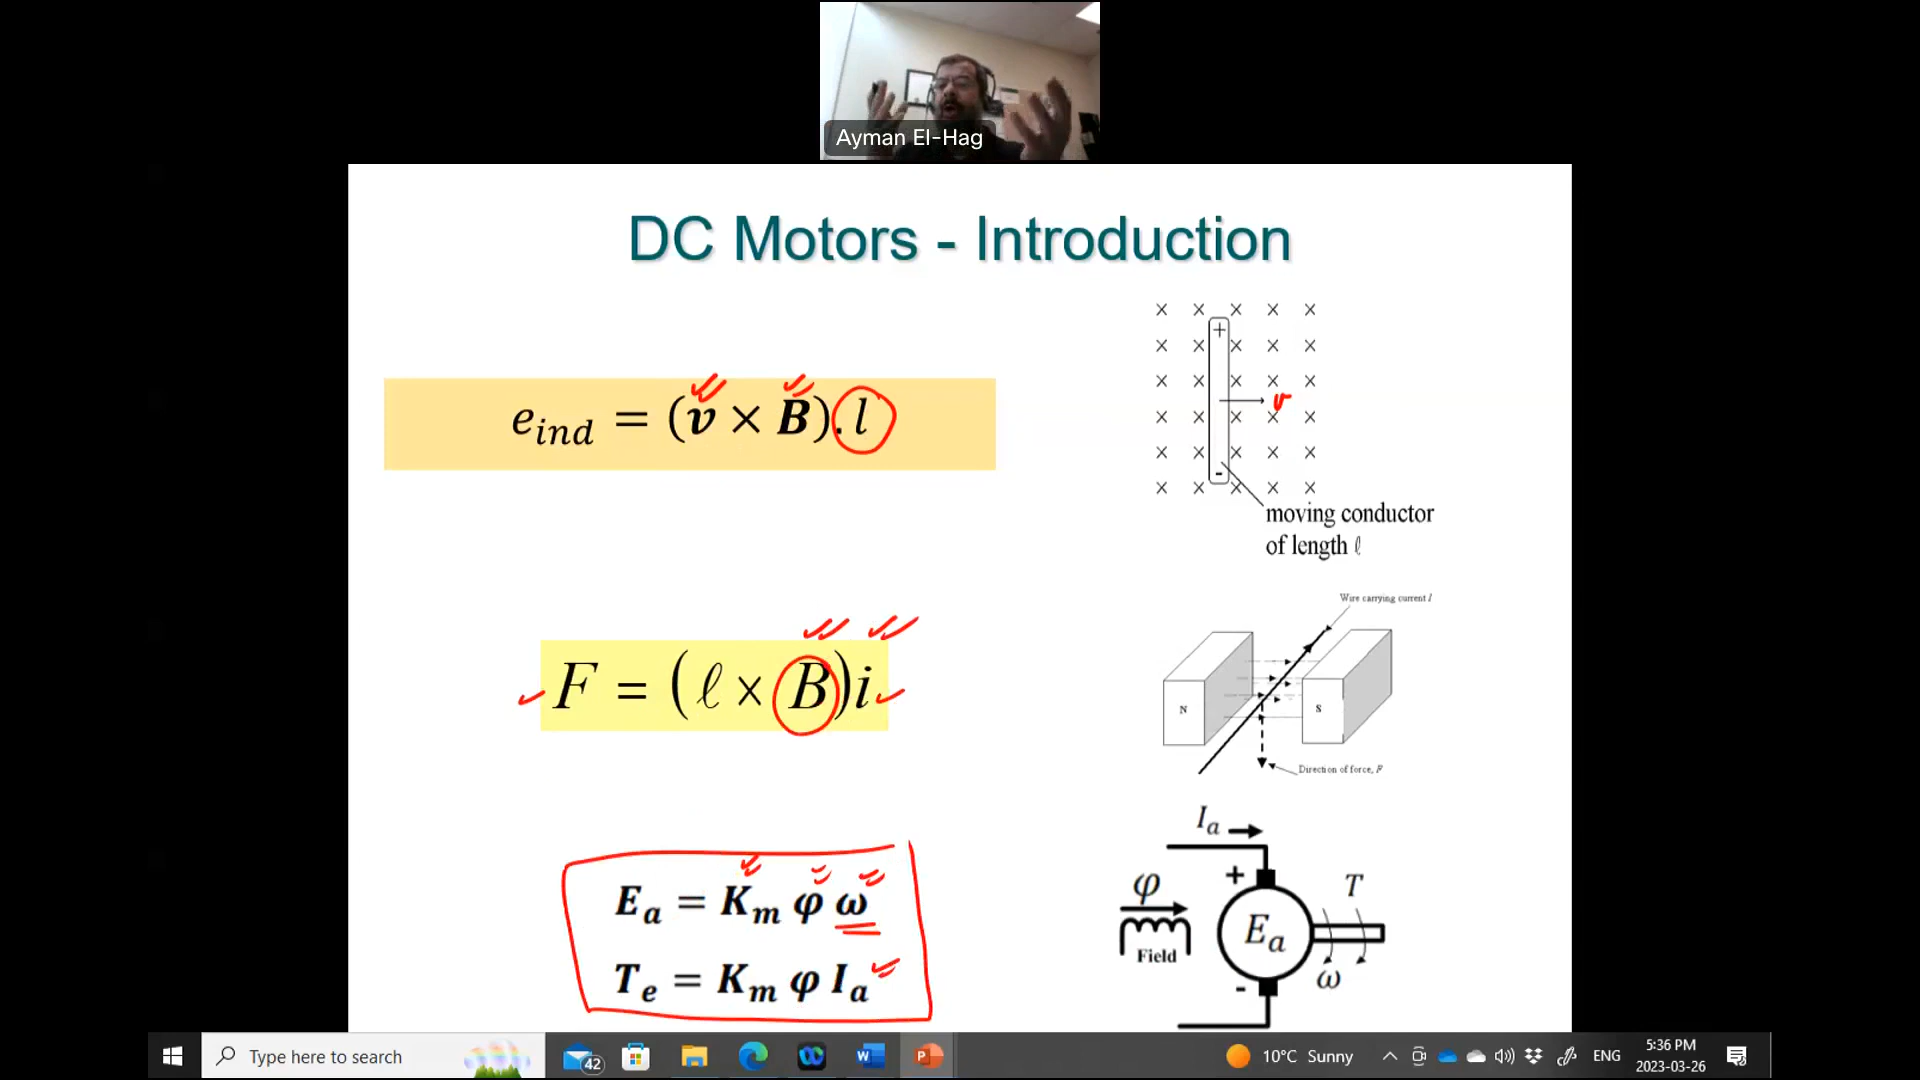 Ayman El-Hag
DC Motors - Introduction
e_ind = (v × B). l
+
v
-
moving conductor
of length ℓ
F = (ℓ × B)i
Wire carrying current I
N
S
Direction of force, F
E_a = K_m φ ω
T_e = K_m φ I_a
I_a
φ
+
T
E_a
Field
-
ω
Type here to search
42
10°C Sunny
ENG
5:36 PM
2023-03-26